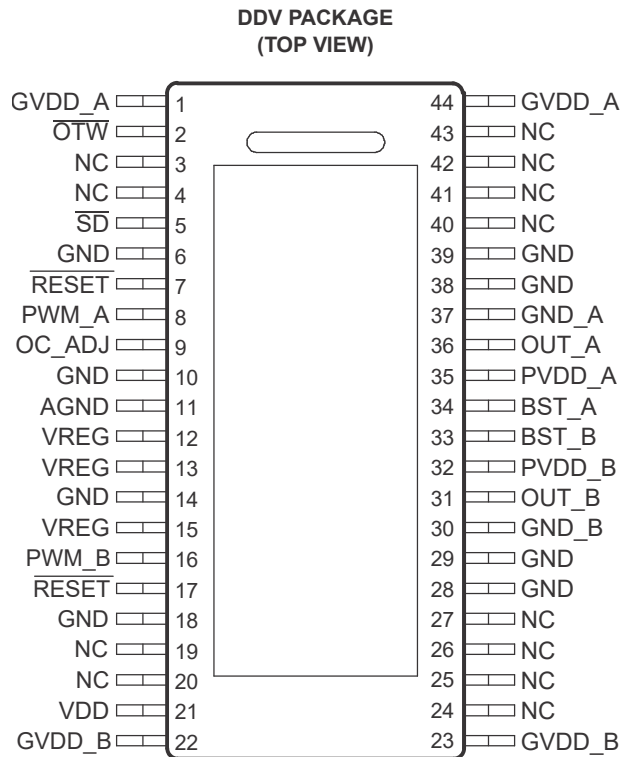 DDV PACKAGE
(TOP VIEW)
GVDD_A 1 44 GVDD_A
OTW 2 43 NC
NC 3 42 NC
NC 4 41 NC
SD 5 40 NC
GND 6 39 GND
RESET 7 38 GND
PWM_A 8 37 GND_A
OC_ADJ 9 36 OUT_A
GND 10 35 PVDD_A
AGND 11 34 BST_A
VREG 12 33 BST_B
VREG 13 32 PVDD_B
GND 14 31 OUT_B
VREG 15 30 GND_B
PWM_B 16 29 GND
RESET 17 28 GND
GND 18 27 NC
NC 19 26 NC
NC 20 25 NC
VDD 21 24 NC
GVDD_B 22 23 GVDD_B